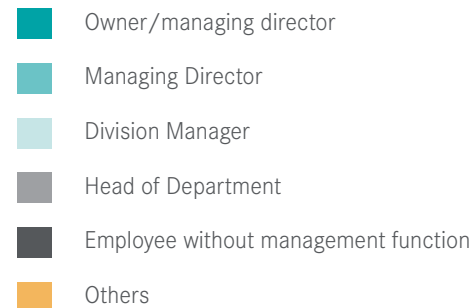 Owner/managing director
Managing Director
Division Manager
Head of Department
Employee without management function
Others